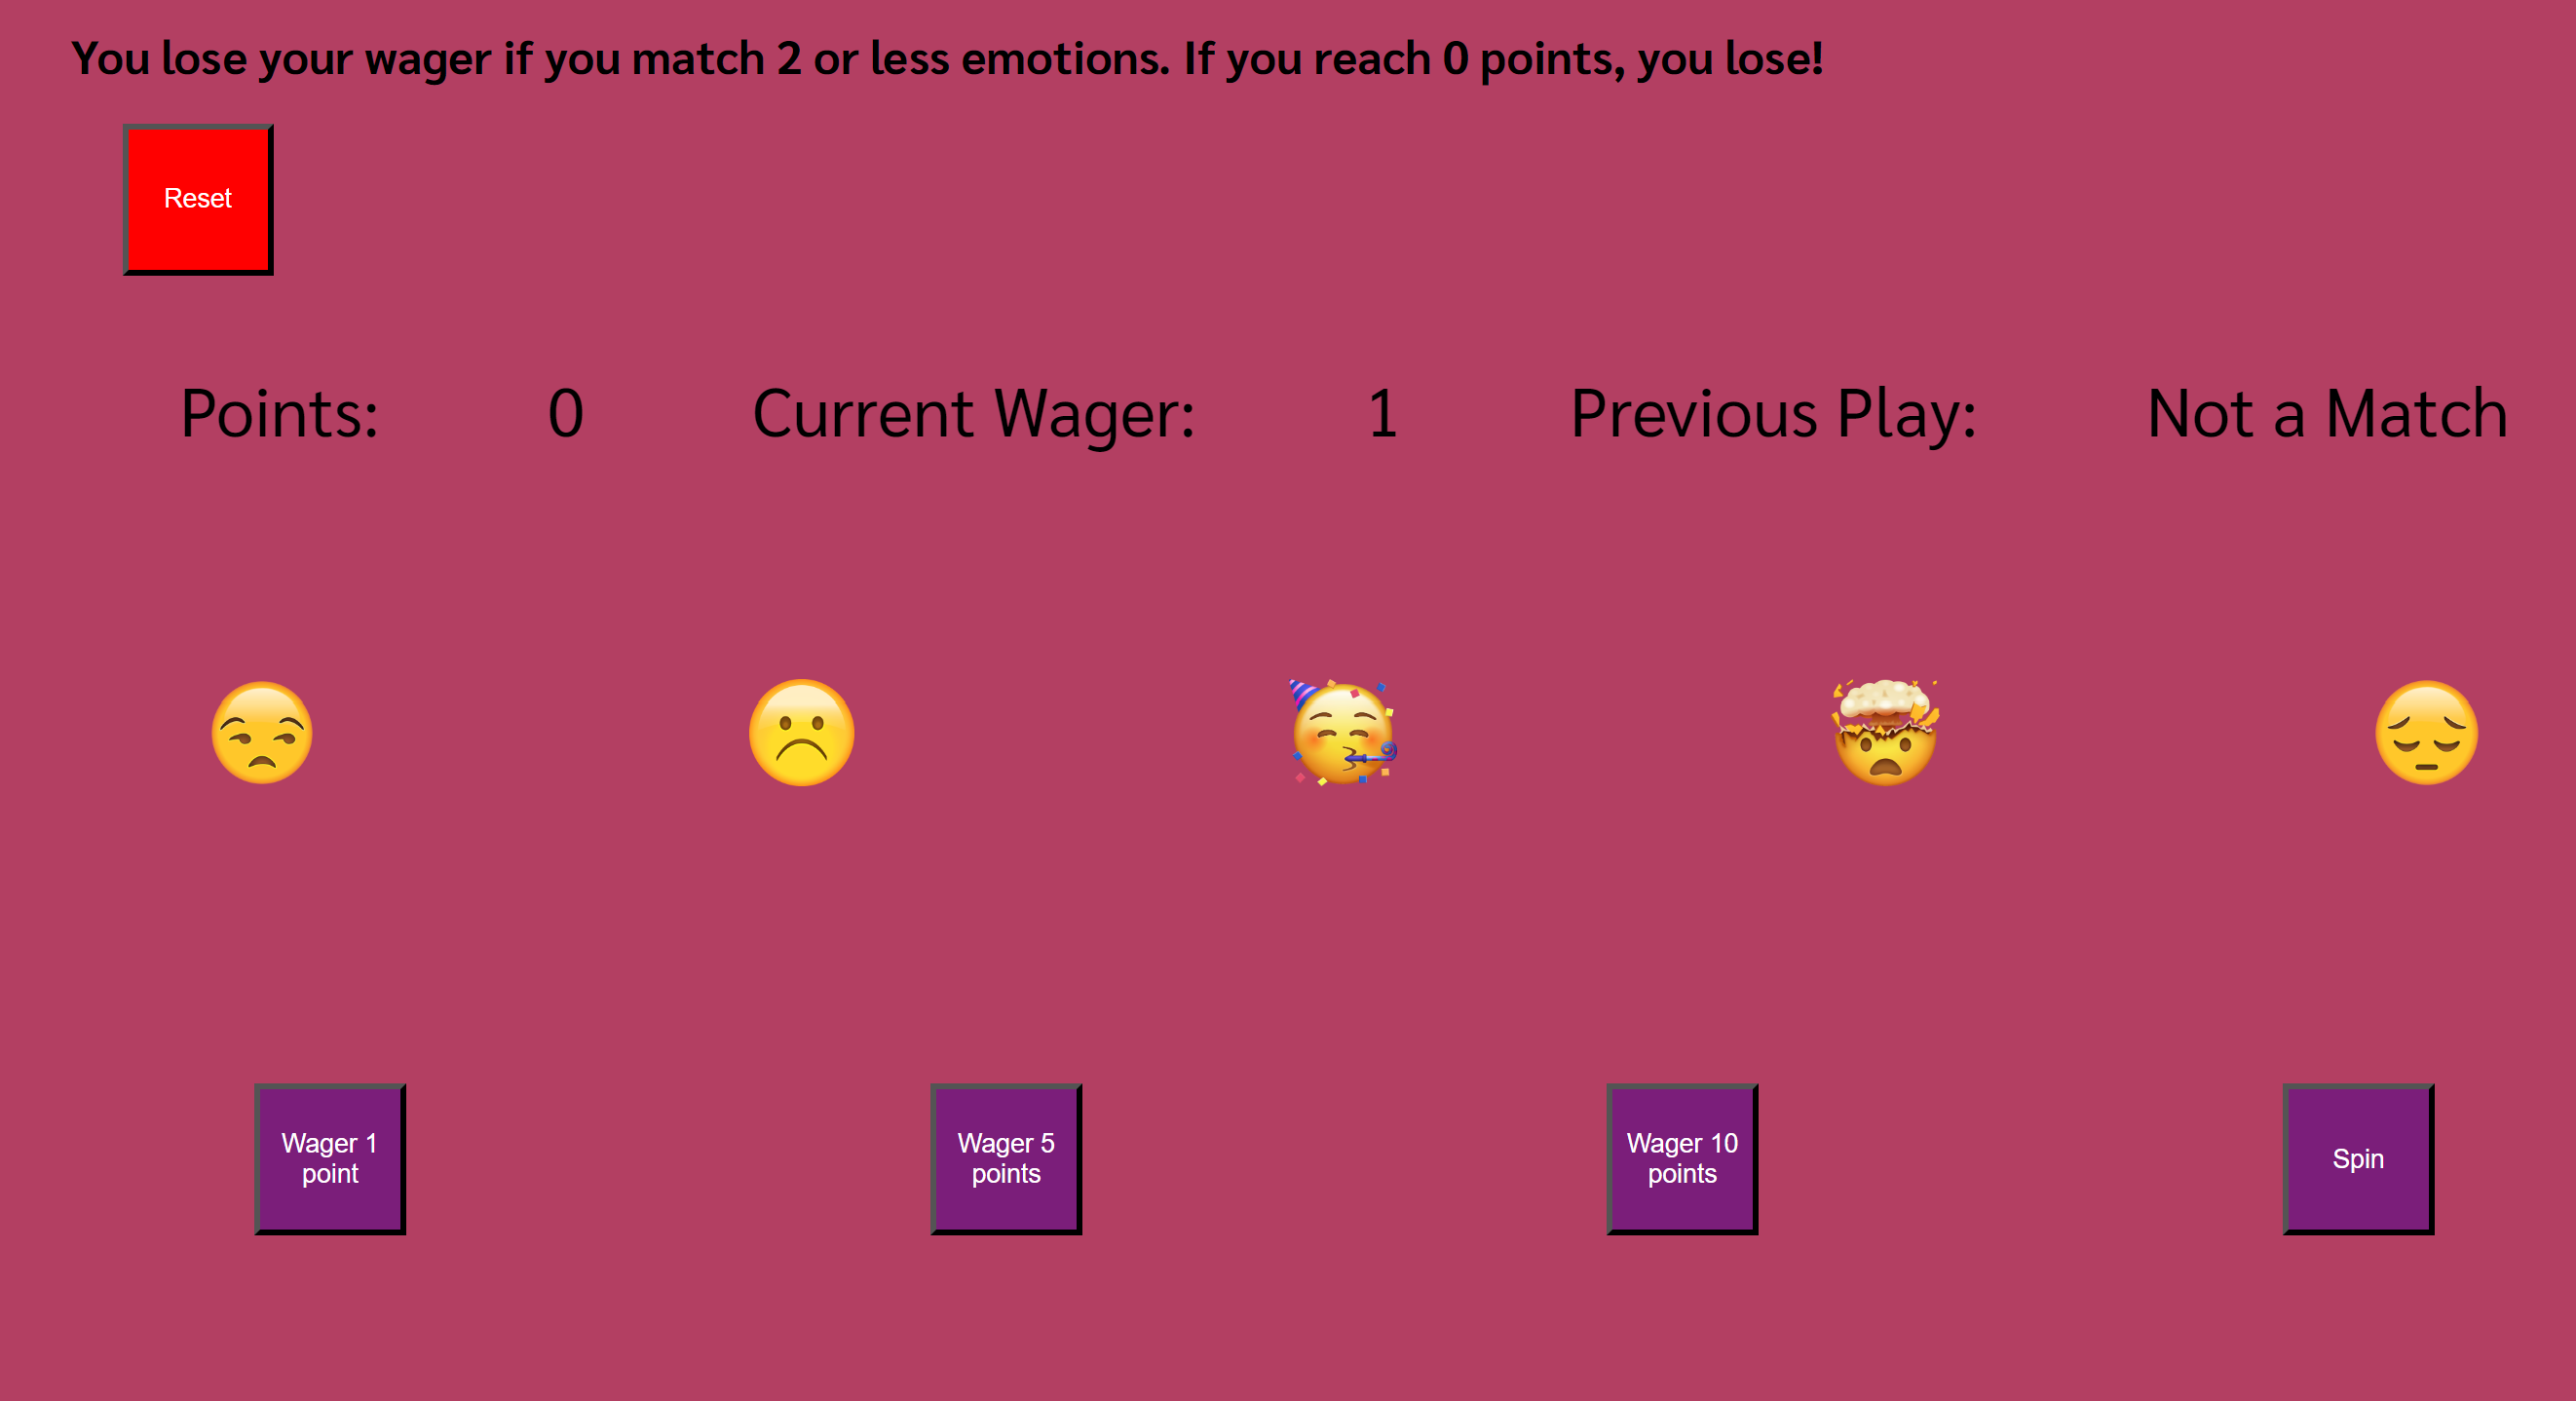 You lose your wager if you match 2 or less emotions. If you reach 0 points, you lose!
Reset
Points: 0 Current Wager: 1 Previous Play: Not a Match
Wager 1
point
Wager 5
points
Wager 10
points
Spin